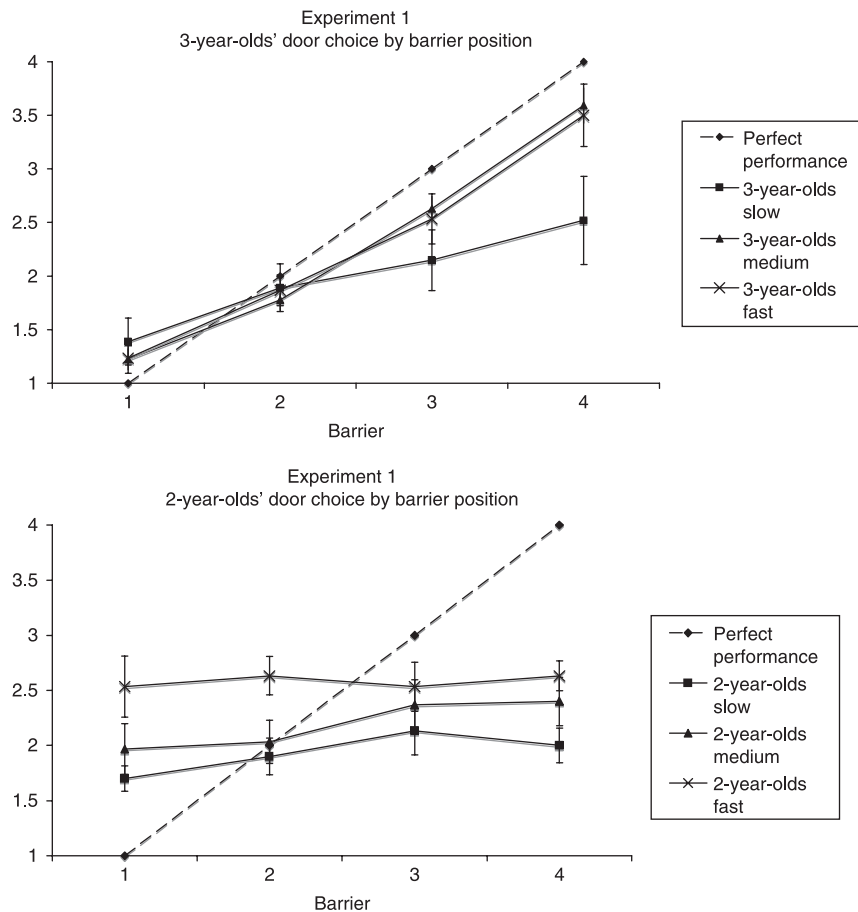 Experiment 1
3-year-olds' door choice by barrier position
4
3.5
3
2.5
2
1.5
1
1 2 3 4
Barrier
Perfect
performance
3-year-olds
slow
3-year-olds
medium
3-year-olds
fast
Experiment 1
2-year-olds' door choice by barrier position
4
3.5
3
2.5
2
1.5
1
1 2 3 4
Barrier
Perfect
performance
2-year-olds
slow
2-year-olds
medium
2-year-olds
fast